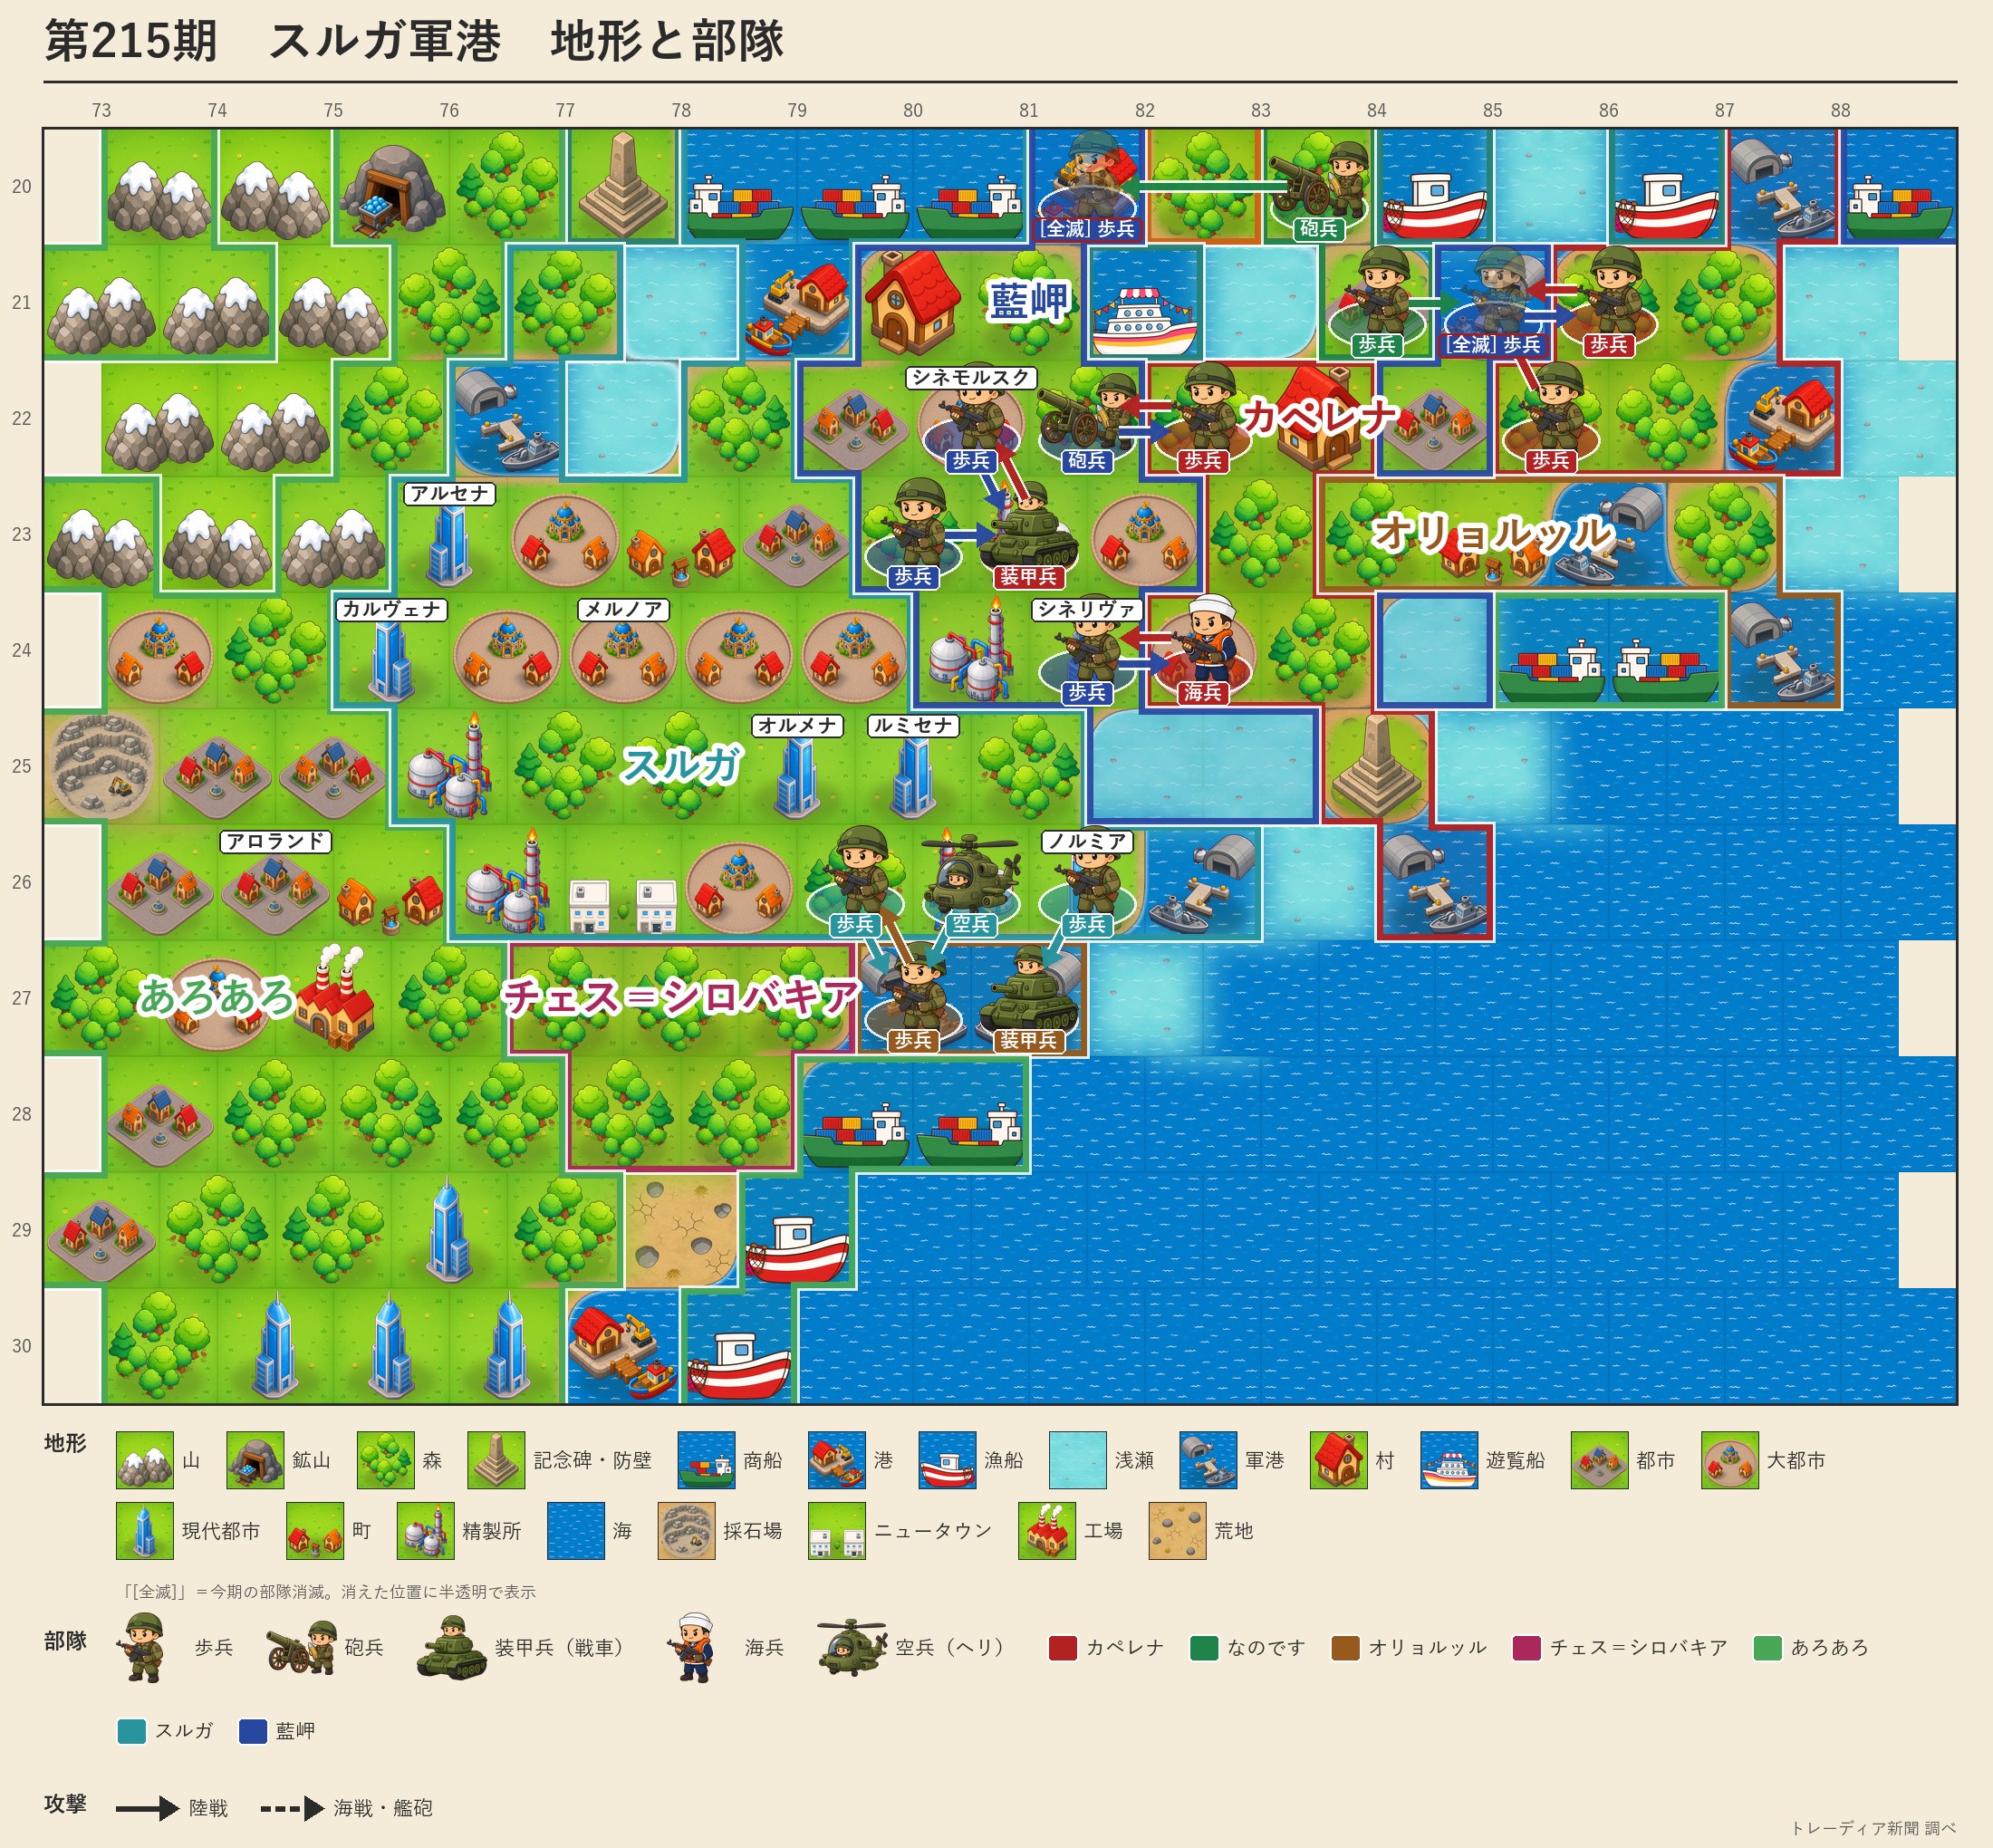 第215期　スルガ軍港　地形と部隊
73 74 75 76 77 78 79 80 81 82 83 84 85 86 87 88
20
[全滅] 歩兵
砲兵
21
藍岬
歩兵
[全滅] 歩兵
歩兵
22
シネモルスク
カペレナ
歩兵
砲兵
歩兵
歩兵
23
アルセナ
オリョルッル
歩兵
装甲兵
24
カルヴェナ
メルノア
シネリヴァ
歩兵
海兵
25
スルガ
オルメナ
ルミセナ
26
アロランド
ノルミア
歩兵
空兵
歩兵
27
あろあろ
チェス＝シロバキア
歩兵
装甲兵
28
29
30
地形
山 鉱山 森 記念碑・防壁 商船 港 漁船 浅瀬 軍港 村 遊覧船 都市 大都市
現代都市 町 精製所 海 採石場 ニュータウン 工場 荒地
「[全滅]」＝今期の部隊消滅。消えた位置に半透明で表示
部隊
歩兵 砲兵 装甲兵（戦車） 海兵 空兵（ヘリ） カペレナ なのです オリョルッル チェス＝シロバキア あろあろ
スルガ 藍岬
攻撃
陸戦 海戦・艦砲
トレーディア新聞 調べ